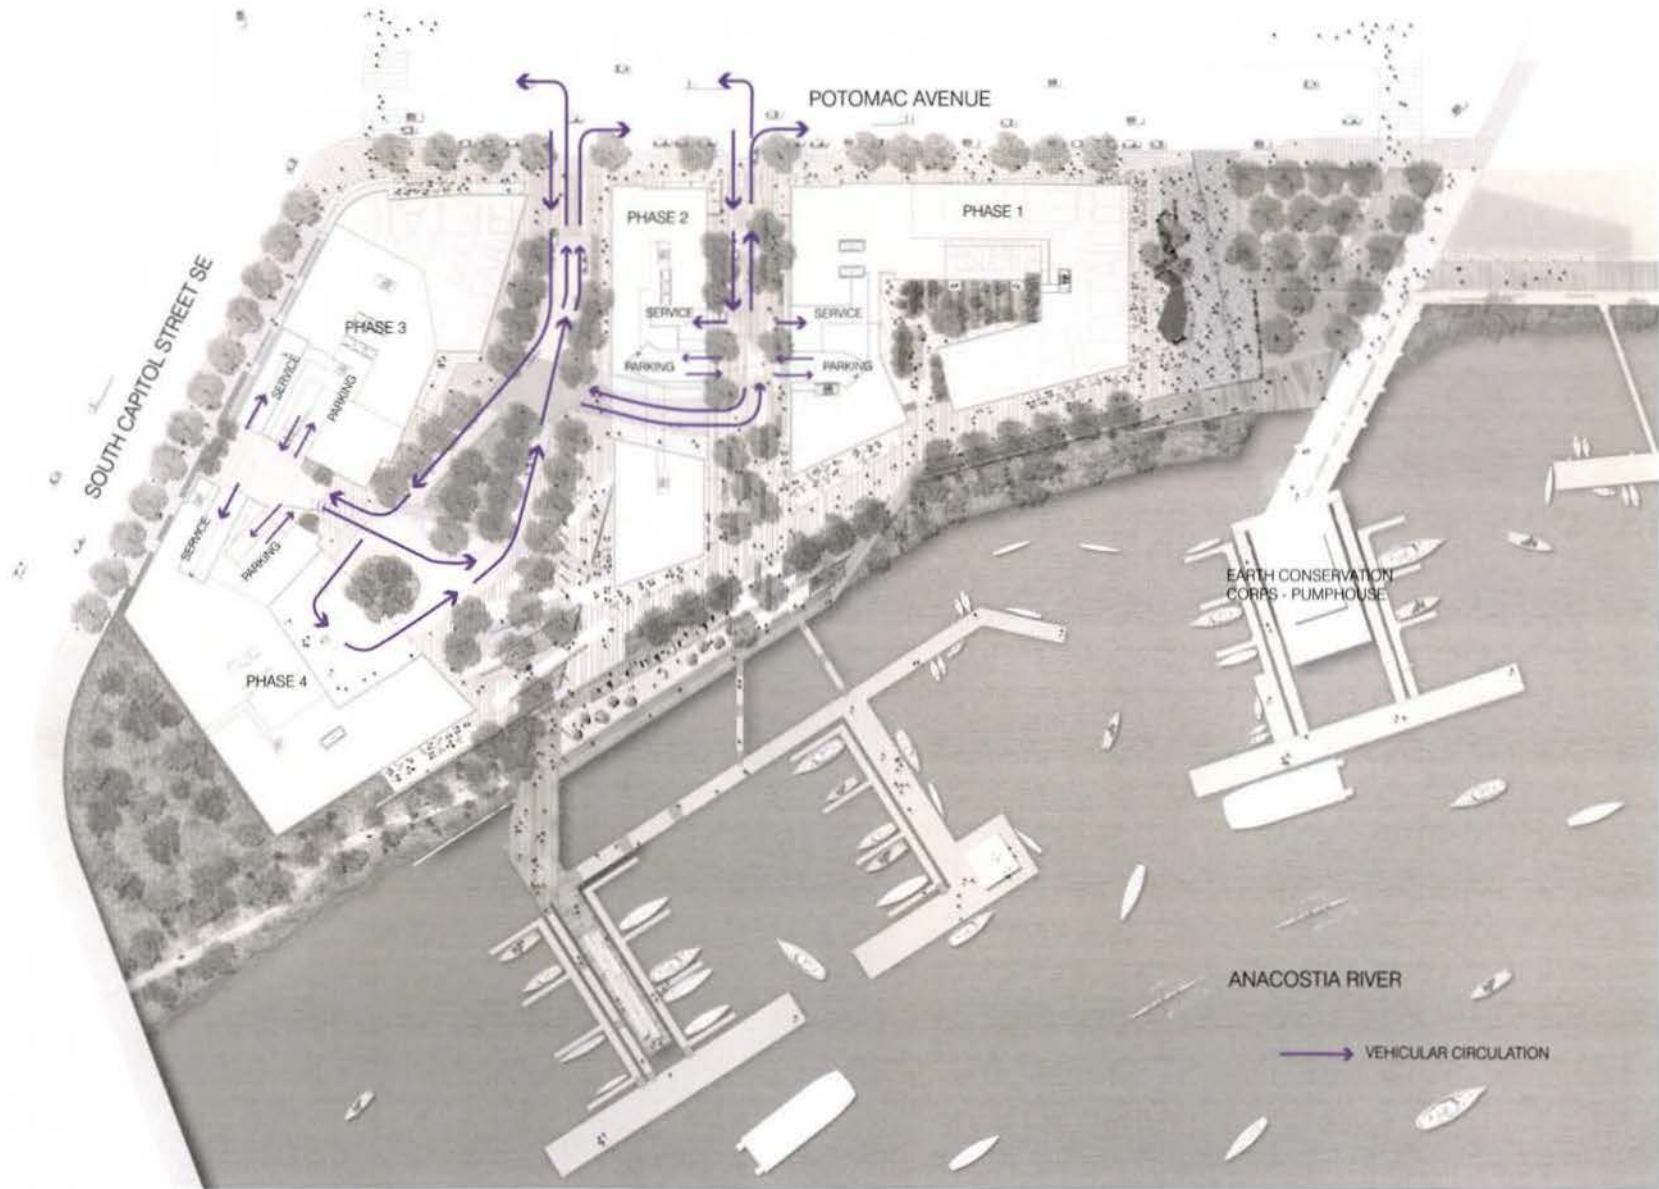 POTOMAC AVENUE
PHASE 2
PHASE 1
SOUTH CAPITOL STREET SE
PHASE 3
SERVICE
SERVICE
PARKING
PARKING
SERVICE
PARKING
SERVICE
PARKING
PHASE 4
EARTH CONSERVATION
CORPS - PUMPHOUSE
ANACOSTIA RIVER
VEHICULAR CIRCULATION